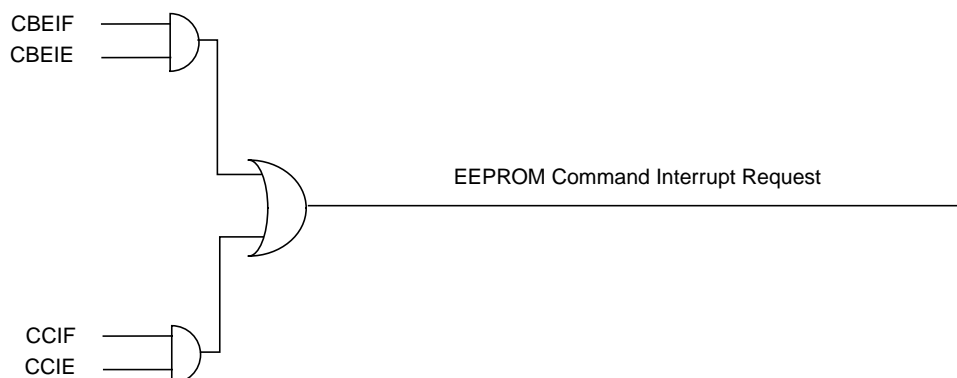 CBEIF
CBEIE
EEPROM Command Interrupt Request
CCIF
CCIE